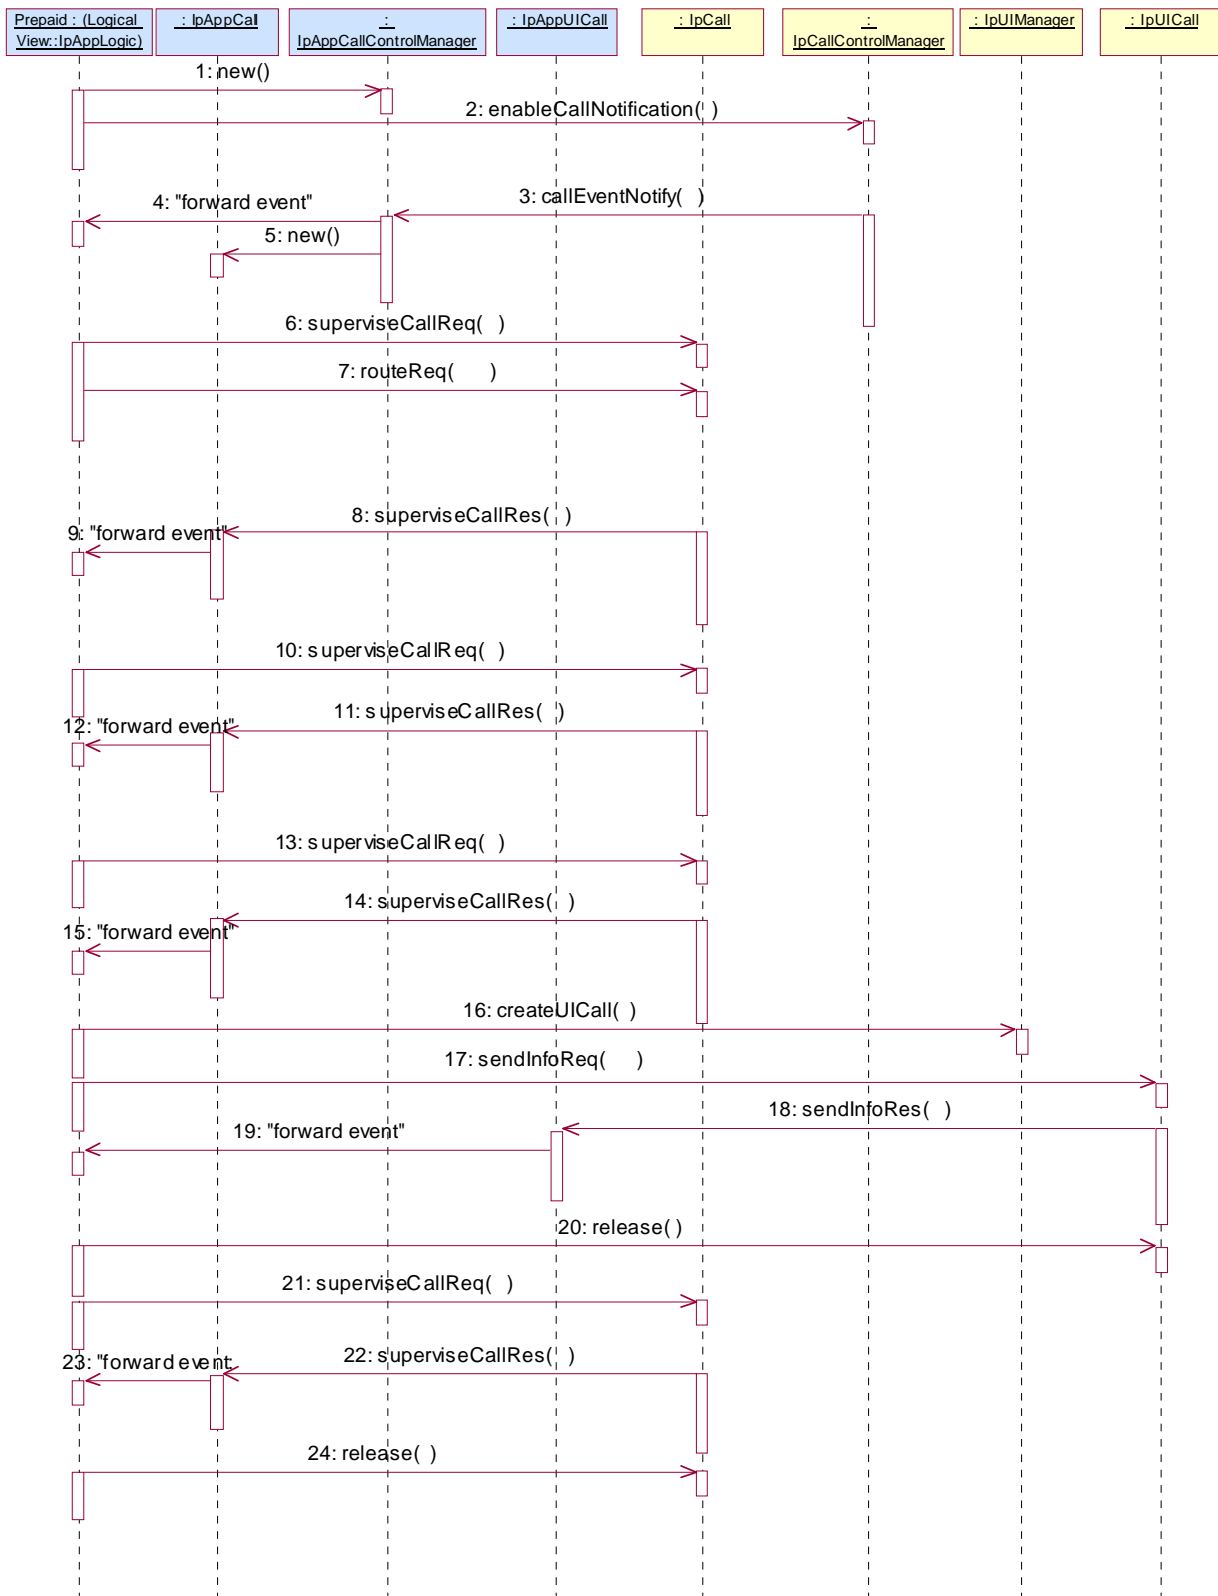 Prepaid : (Logical
View::IpAppLogic)
: IpAppCall
:
IpAppCallControlManager
: IpAppUICall
: IpCall
:
IpCallControlManager
: IpUIManager
: IpUICall
1: new()
2: enableCallNotification( )
3: callEventNotify( )
4: "forward event"
5: new()
6: superviseCallReq( )
7: routeReq( )
8: superviseCallRes( )
9: "forward event"
10: superviseCallReq( )
11: superviseCallRes( )
12: "forward event"
13: superviseCallReq( )
14: superviseCallRes( )
15: "forward event"
16: createUICall( )
17: sendInfoReq( )
18: sendInfoRes( )
19: "forward event"
20: release( )
21: superviseCallReq( )
22: superviseCallRes( )
23: "forward event:
24: release( )